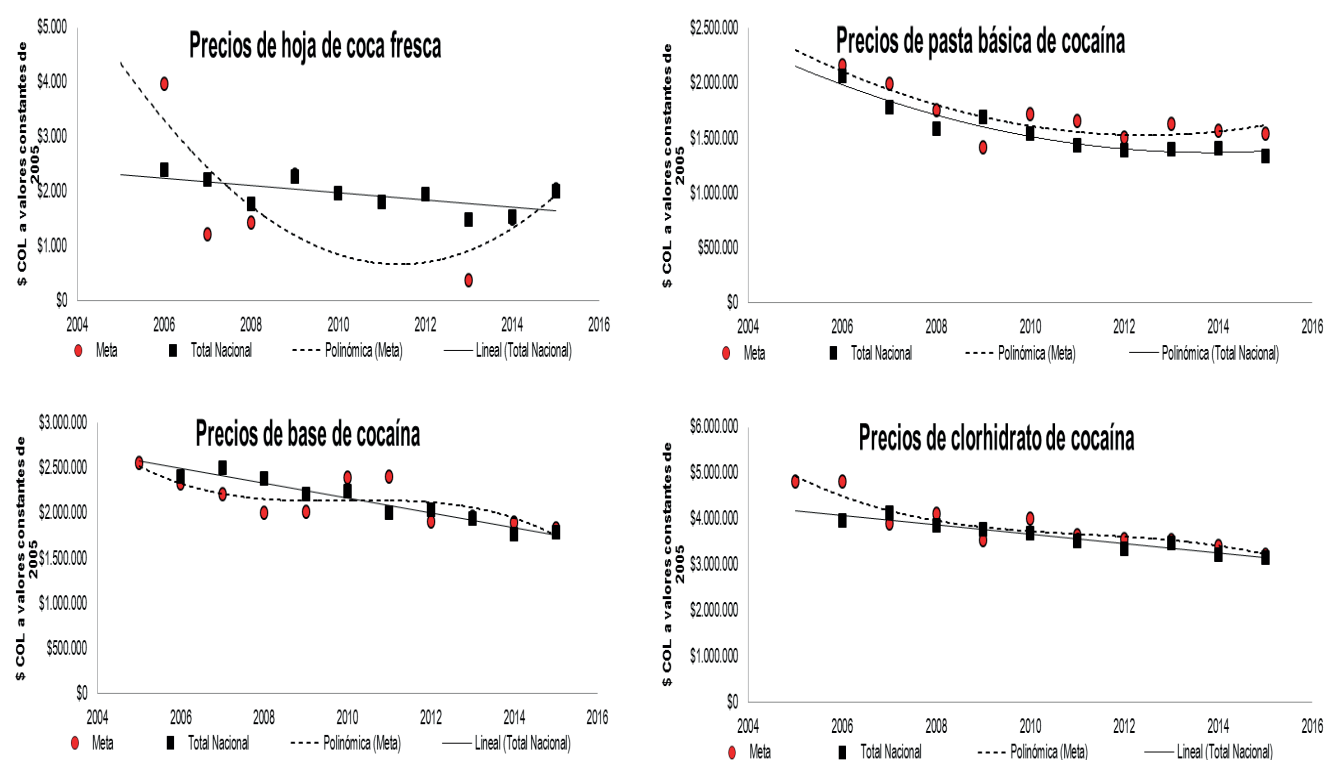 Precios de hoja de coca fresca
$ COL a valores constantes de
2005
$5.000
$4.000
$3.000
$2.000
$1.000
$0
2004 2006 2008 2010 2012 2014 2016
Meta Total Nacional Polinómica (Meta) Lineal (Total Nacional)
Precios de pasta básica de cocaína
$ COL a valores constantes de
2005
$2.500.000
$2.000.000
$1.500.000
$1.000.000
$500.000
$0
2004 2006 2008 2010 2012 2014 2016
Meta Total Nacional Polinómica (Meta) Polinómica (Total Nacional)
Precios de base de cocaína
$ COL a valores constantes de
2005
$3.000.000
$2.500.000
$2.000.000
$1.500.000
$1.000.000
$500.000
$0
2004 2006 2008 2010 2012 2014 2016
Meta Total Nacional Polinómica (Meta) Lineal (Total Nacional)
Precios de clorhidrato de cocaína
$ COL a valores constantes de
2005
$6.000.000
$5.000.000
$4.000.000
$3.000.000
$2.000.000
$1.000.000
$0
2004 2006 2008 2010 2012 2014 2016
Meta Total Nacional Polinómica (Meta) Lineal (Total Nacional)